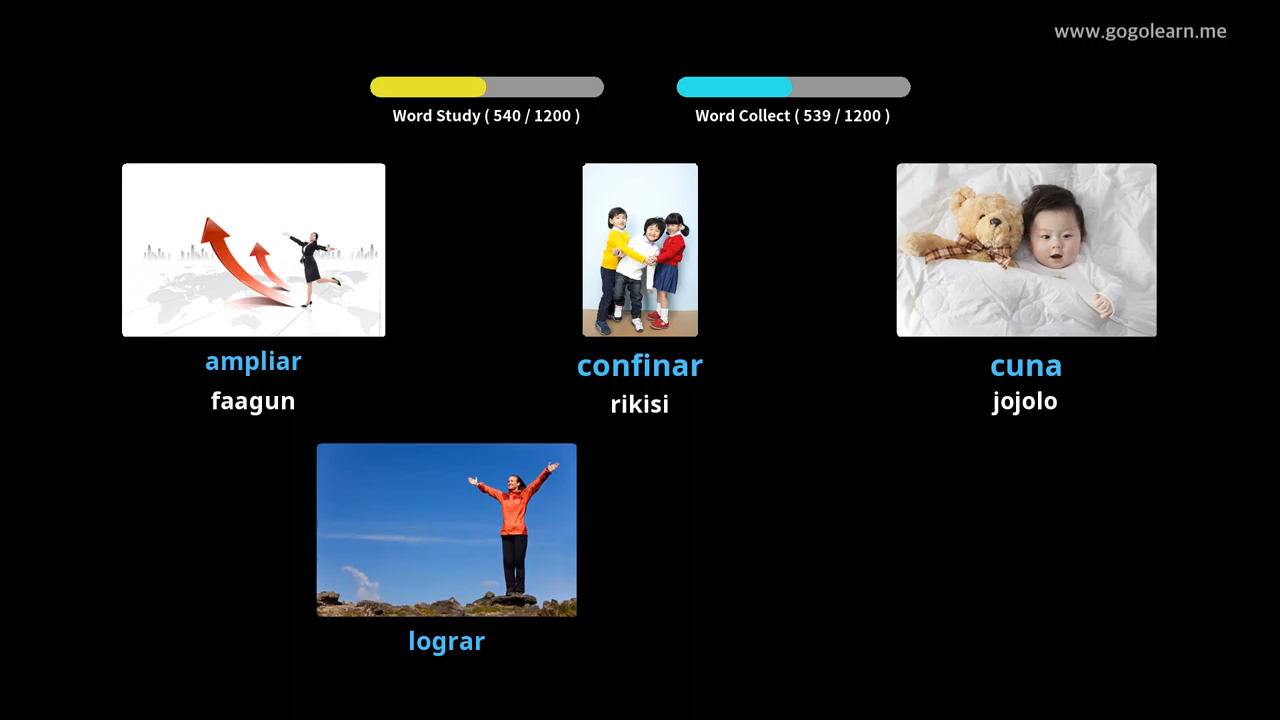 www.gogolearn.me
Word Study ( 540 / 1200 )
Word Collect ( 539 / 1200 )
ampliar
faagun
confinar
rikisi
cuna
jojolo
lograr